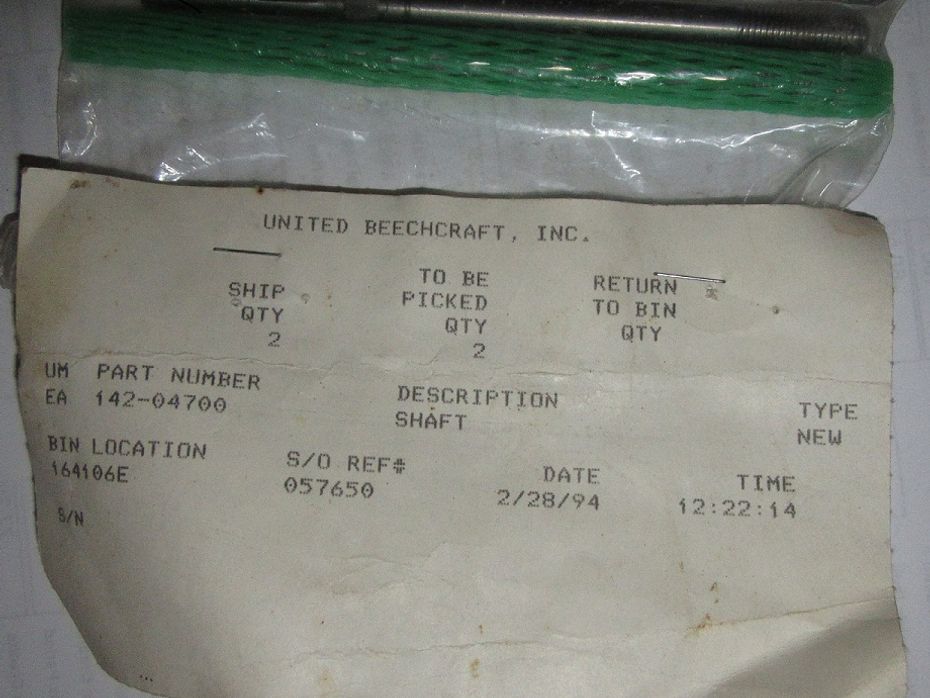 UNITED BEECHCRAFT, INC.
SHIP QTY 2
TO BE PICKED QTY 2
RETURN TO BIN QTY
UM PART NUMBER DESCRIPTION TYPE
EA 142-04700 SHAFT NEW
BIN LOCATION S/O REF# DATE TIME
164106E 057650 2/28/94 12:22:14
S/N